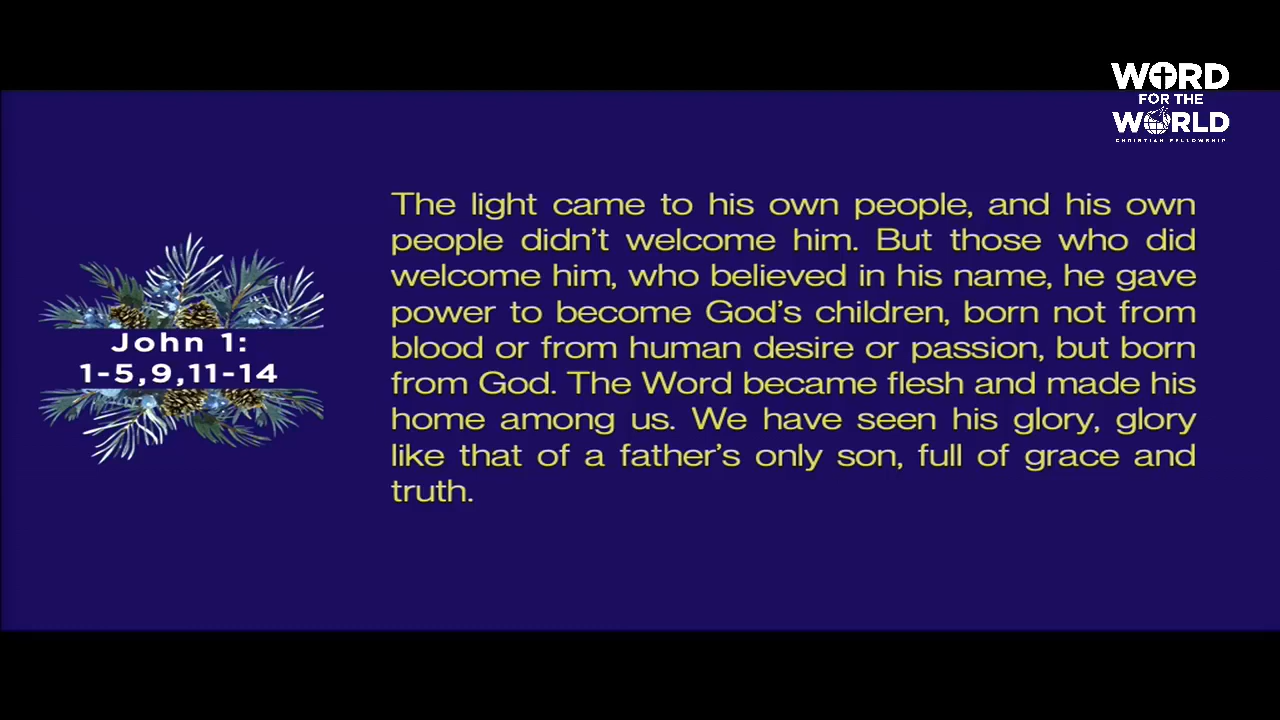 WORD
FOR THE
WORLD
CHRISTIAN FELLOWSHIP
John 1:
1-5,9,11-14
The light came to his own people, and his own
people didn’t welcome him. But those who did
welcome him, who believed in his name, he gave
power to become God’s children, born not from
blood or from human desire or passion, but born
from God. The Word became flesh and made his
home among us. We have seen his glory, glory
like that of a father’s only son, full of grace and
truth.